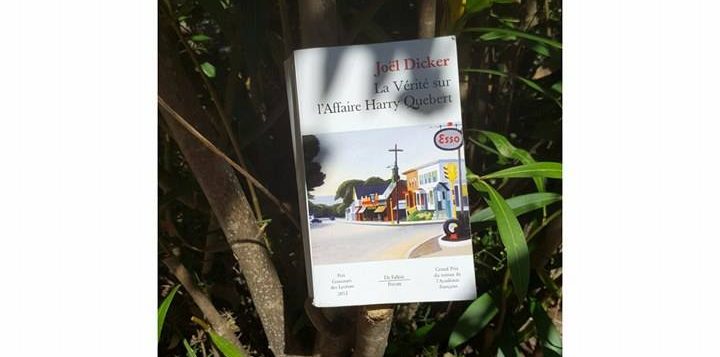 Joël Dicker
La Vérité sur
l'Affaire Harry Quebert
Esso
Prix
Goncourt
des Lycéens
2012
De Fallois
Poche
Grand Prix
du roman de
l'Académie
française